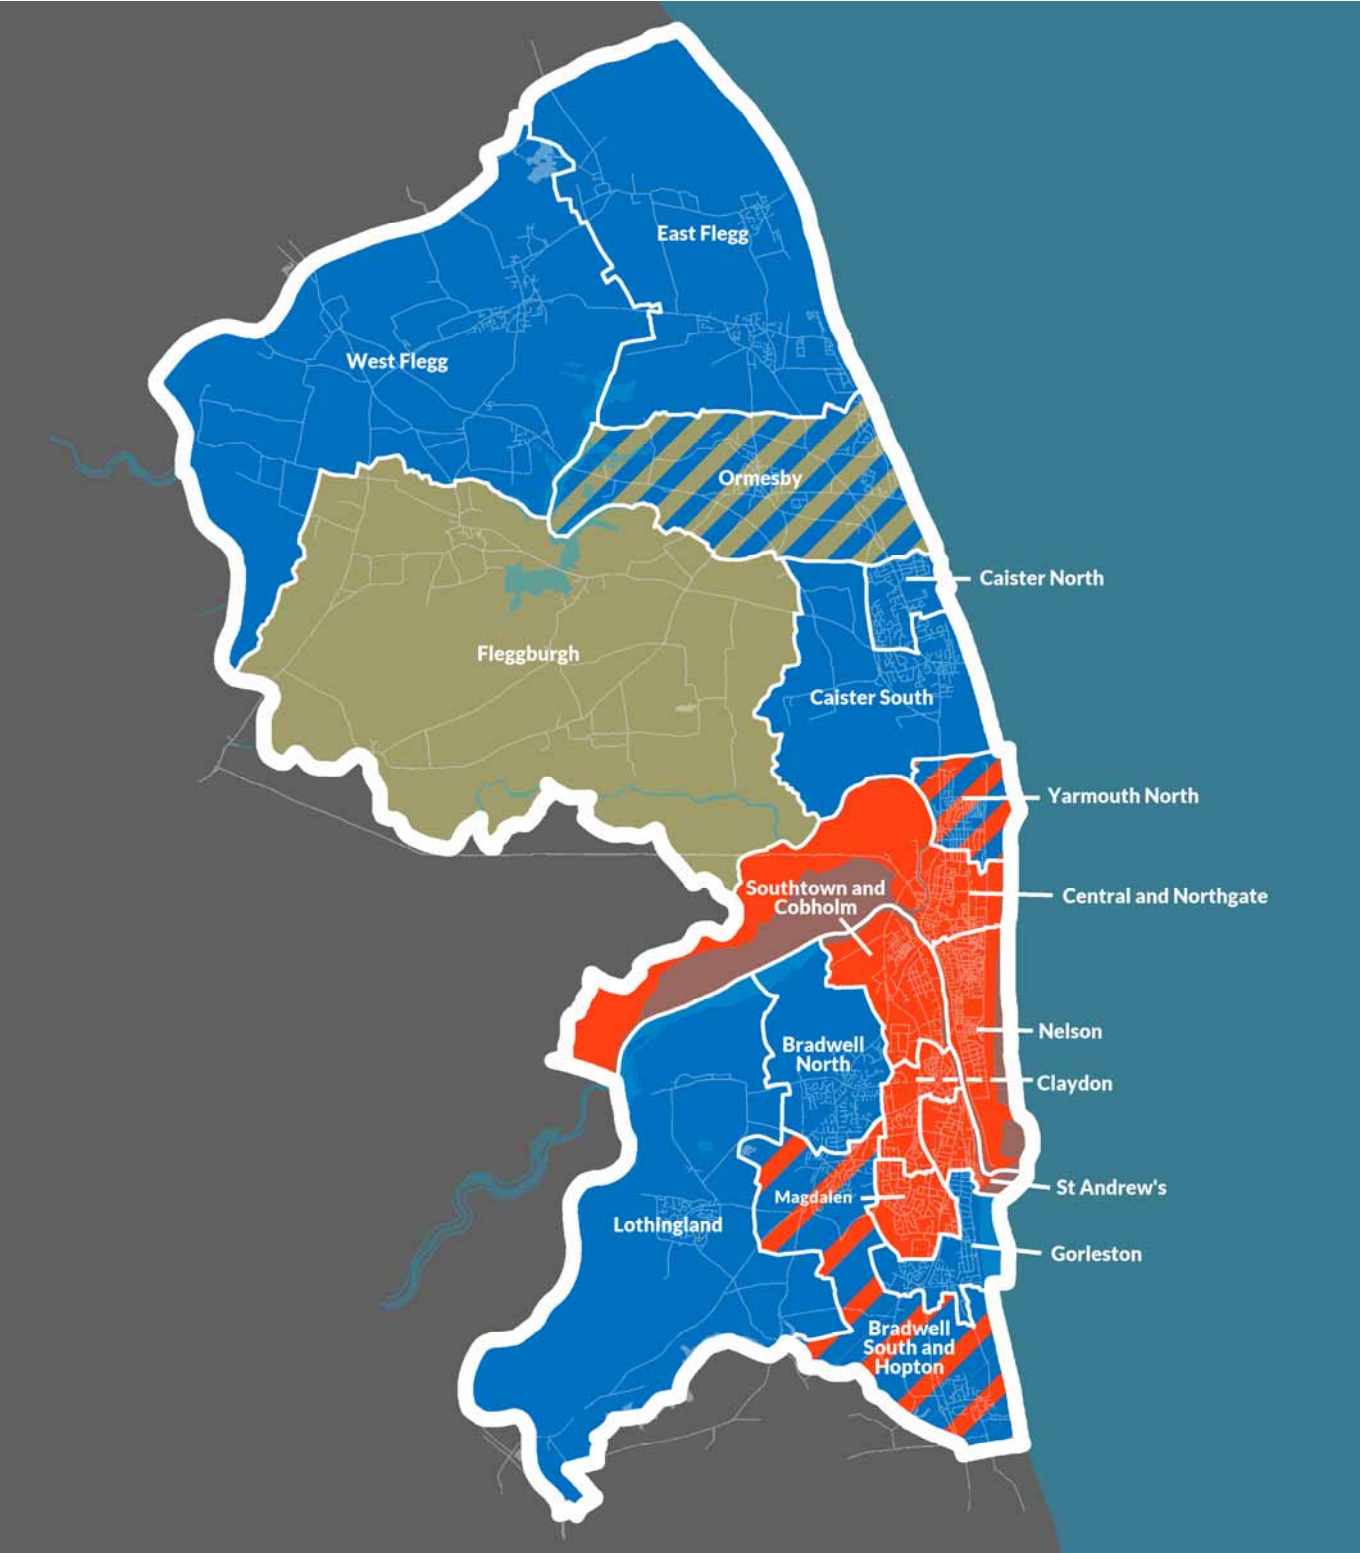 East Flegg
West Flegg
Ormesby
Caister North
Fleggburgh
Caister South
Yarmouth North
Southtown and
Cobholm
Central and Northgate
Nelson
Bradwell
North
Claydon
Magdalen
St Andrew's
Lothingland
Gorleston
Bradwell
South and
Hopton